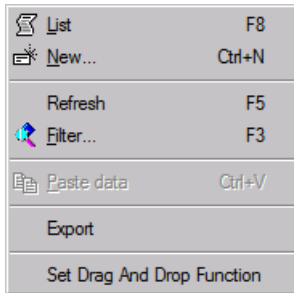 List F8
New... Ctrl+N
Refresh F5
Filter... F3
Paste data Ctrl+V
Export
Set Drag And Drop Function